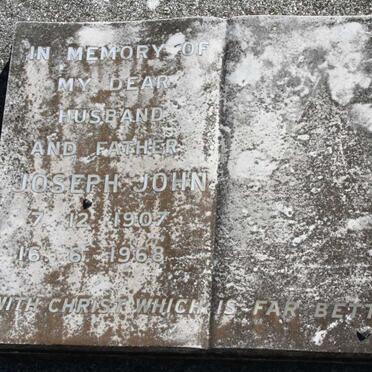 IN MEMORY OF
MY DEAR
HUSBAND
AND FATHER
JOSEPH JOHN
7. 12. 1907
16. 6. 1968
WITH CHRIST WHICH IS FAR BETT